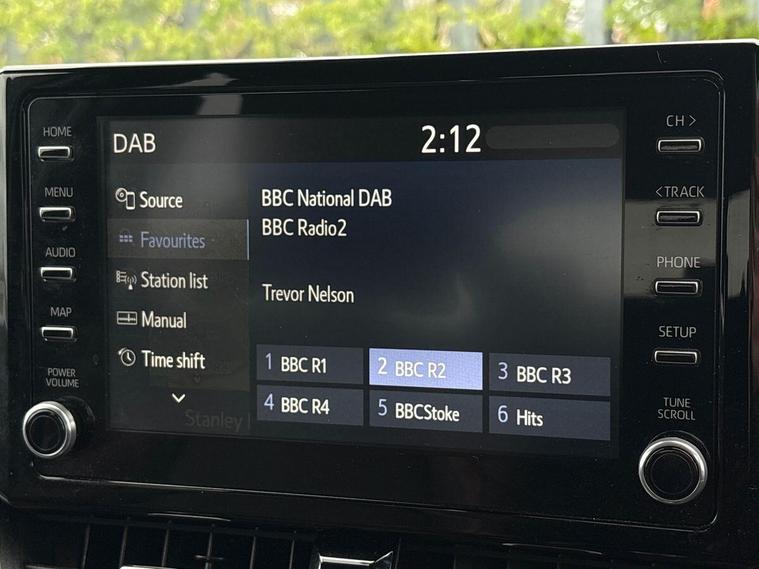 HOME
MENU
AUDIO
MAP
POWER
VOLUME
DAB
2:12
Source
Favourites
Station list
Manual
Time shift
Stanley
BBC National DAB
BBC Radio2
Trevor Nelson
1 BBC R1
2 BBC R2
3 BBC R3
4 BBC R4
5 BBCStoke
6 Hits
CH >
< TRACK
PHONE
SETUP
TUNE
SCROLL